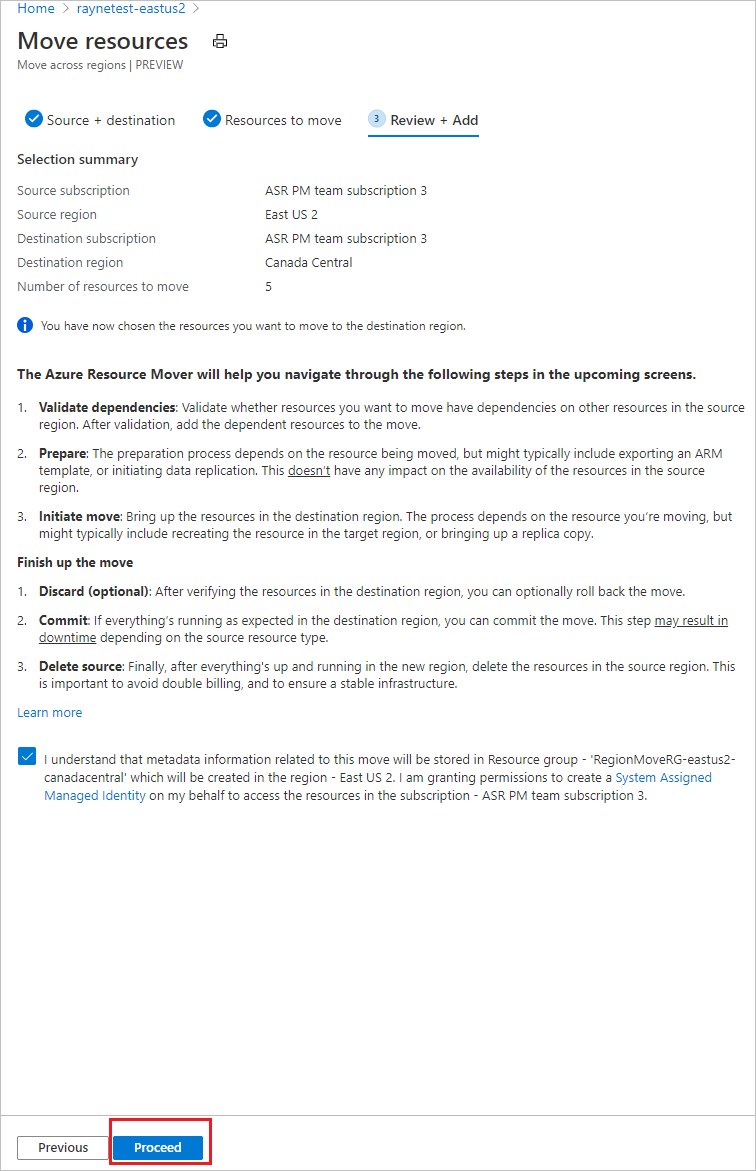 Home > raynetest-eastus2 >
Move resources
Move across regions | PREVIEW
Source + destination Resources to move 3 Review + Add
Selection summary
Source subscription ASR PM team subscription 3
Source region East US 2
Destination subscription ASR PM team subscription 3
Destination region Canada Central
Number of resources to move 5
You have now chosen the resources you want to move to the destination region.
The Azure Resource Mover will help you navigate through the following steps in the upcoming screens.
1. Validate dependencies: Validate whether resources you want to move have dependencies on other resources in the source
region. After validation, add the dependent resources to the move.
2. Prepare: The preparation process depends on the resource being moved, but might typically include exporting an ARM
template, or initiating data replication. This doesn't have any impact on the availability of the resources in the source
region.
3. Initiate move: Bring up the resources in the destination region. The process depends on the resource you're moving, but
might typically include recreating the resource in the target region, or bringing up a replica copy.
Finish up the move
1. Discard (optional): After verifying the resources in the destination region, you can optionally roll back the move.
2. Commit: If everything's running as expected in the destination region, you can commit the move. This step may result in
downtime depending on the source resource type.
3. Delete source: Finally, after everything's up and running in the new region, delete the resources in the source region. This
is important to avoid double billing, and to ensure a stable infrastructure.
Learn more
I understand that metadata information related to this move will be stored in Resource group - 'RegionMoveRG-eastus2-
canadacentral' which will be created in the region - East US 2. I am granting permissions to create a System Assigned
Managed Identity on my behalf to access the resources in the subscription - ASR PM team subscription 3.
Previous Proceed